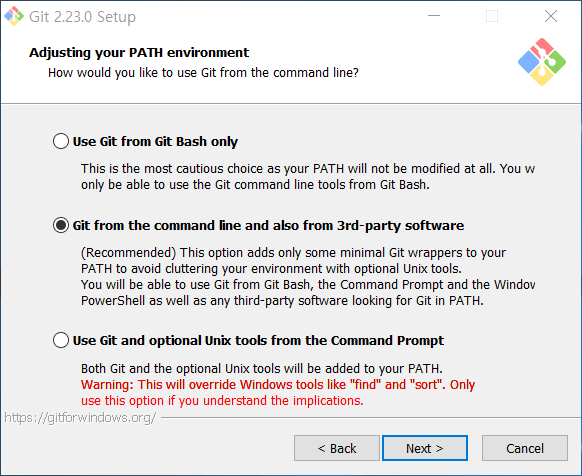 Git 2.23.0 Setup
Adjusting your PATH environment
How would you like to use Git from the command line?
Use Git from Git Bash only
This is the most cautious choice as your PATH will not be modified at all. You w
only be able to use the Git command line tools from Git Bash.
Git from the command line and also from 3rd-party software
(Recommended) This option adds only some minimal Git wrappers to your
PATH to avoid cluttering your environment with optional Unix tools.
You will be able to use Git from Git Bash, the Command Prompt and the Window
PowerShell as well as any third-party software looking for Git in PATH.
Use Git and optional Unix tools from the Command Prompt
Both Git and the optional Unix tools will be added to your PATH.
Warning: This will override Windows tools like "find" and "sort". Only
use this option if you understand the implications.
https://gitforwindows.org/
< Back
Next >
Cancel